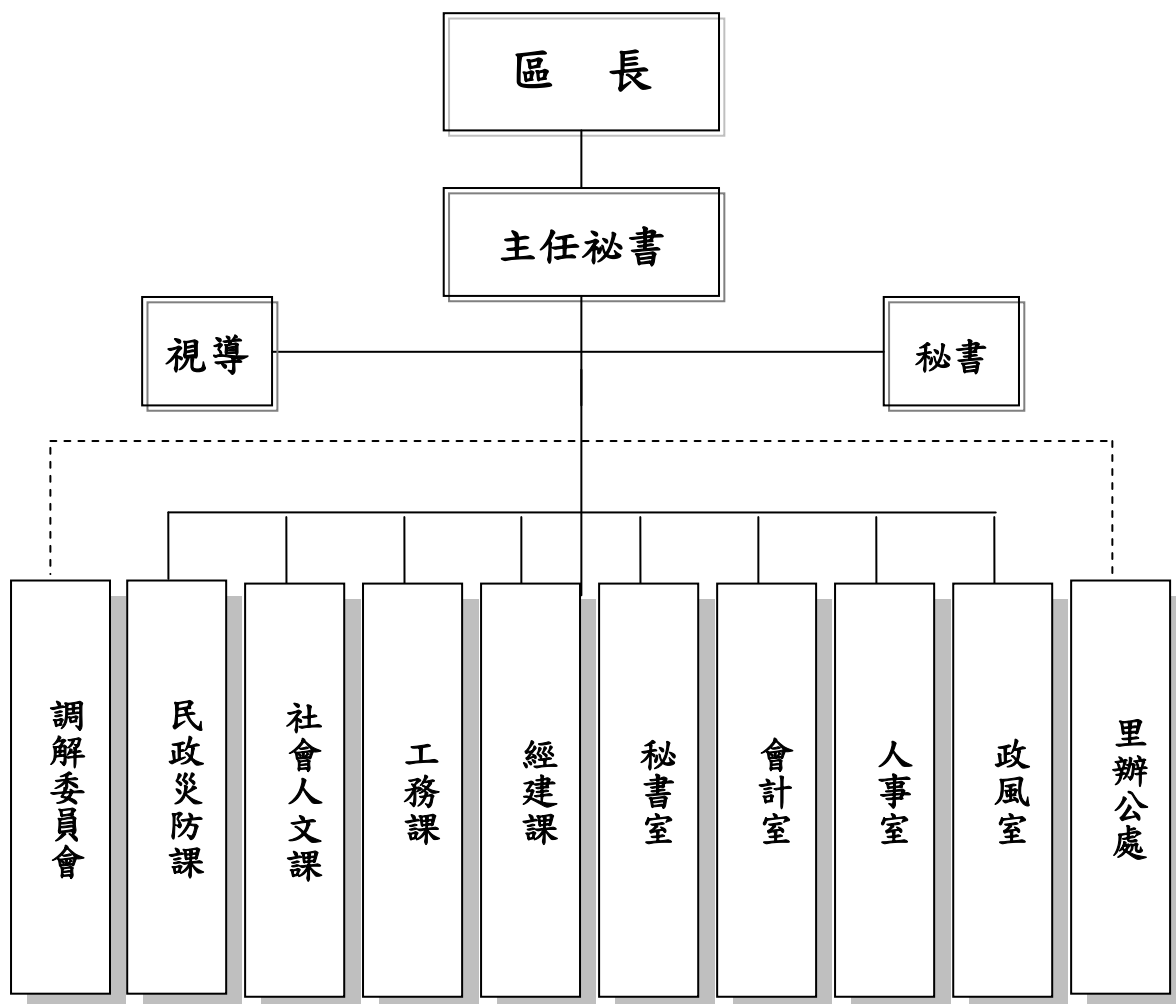 區 長
主任祕書
視導
秘書
調解委員會
民政災防課
社會人文課
工務課
經建課
秘書室
會計室
人事室
政風室
里辦公處